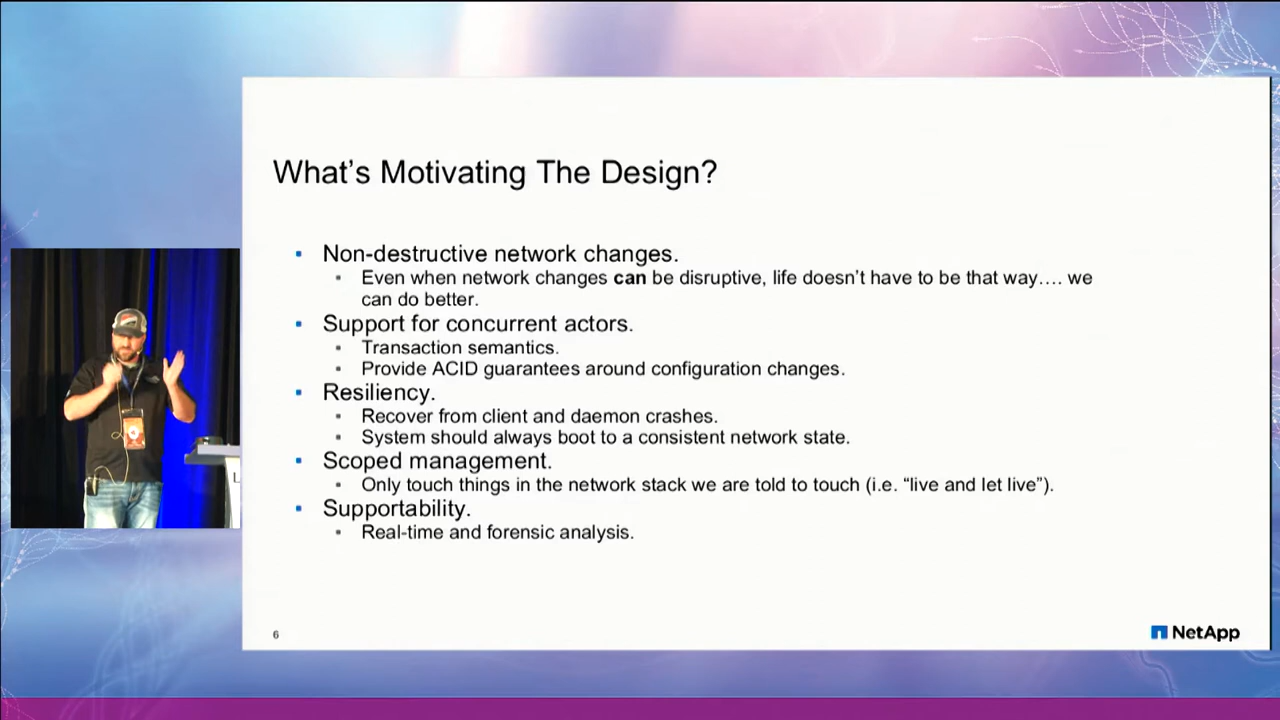 What's Motivating The Design?
Non-destructive network changes.
Even when network changes can be disruptive, life doesn't have to be that way…. we
can do better.
Support for concurrent actors.
Transaction semantics.
Provide ACID guarantees around configuration changes.
Resiliency.
Recover from client and daemon crashes.
System should always boot to a consistent network state.
Scoped management.
Only touch things in the network stack we are told to touch (i.e. “live and let live”).
Supportability.
Real-time and forensic analysis.
6
NetApp